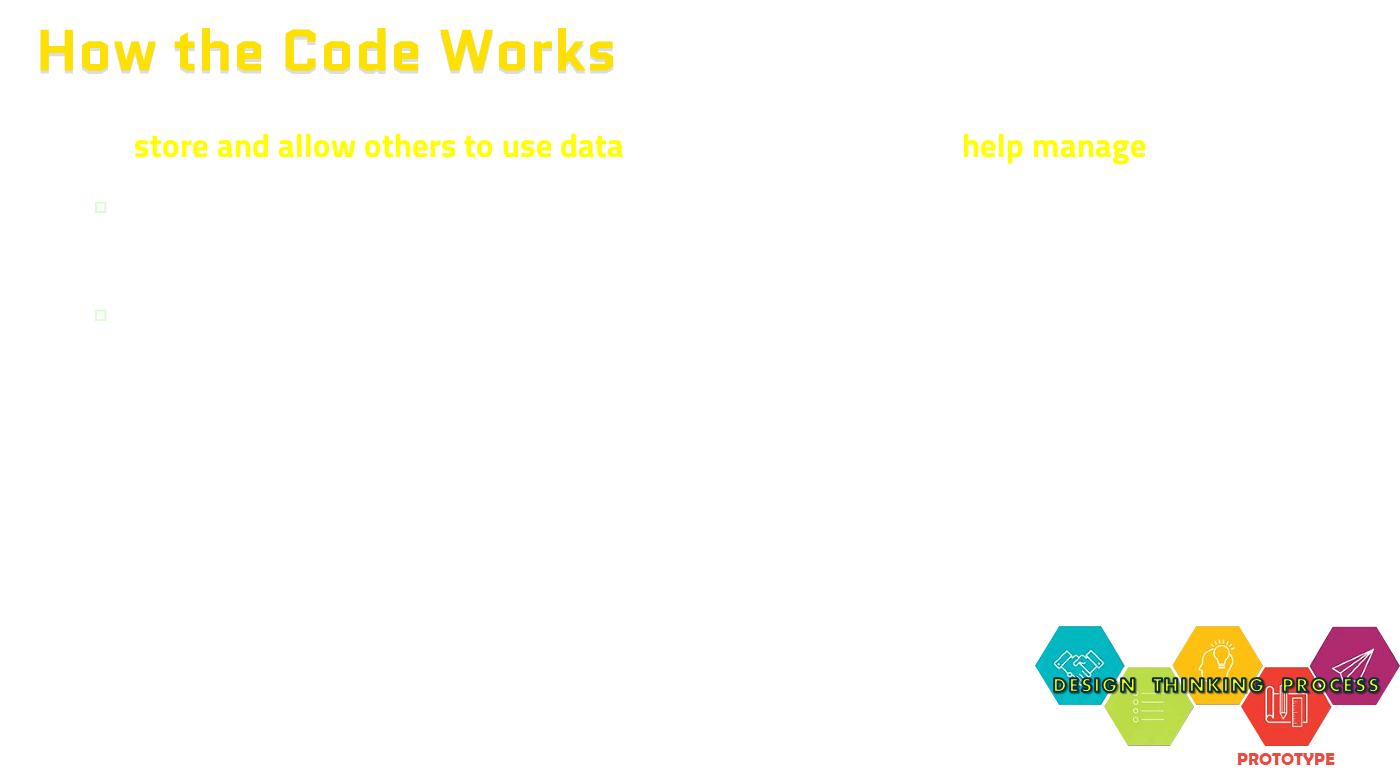 How the Code Works
store and allow others to use data help manage
DESIGN THINKING PROCESS
PROTOTYPE